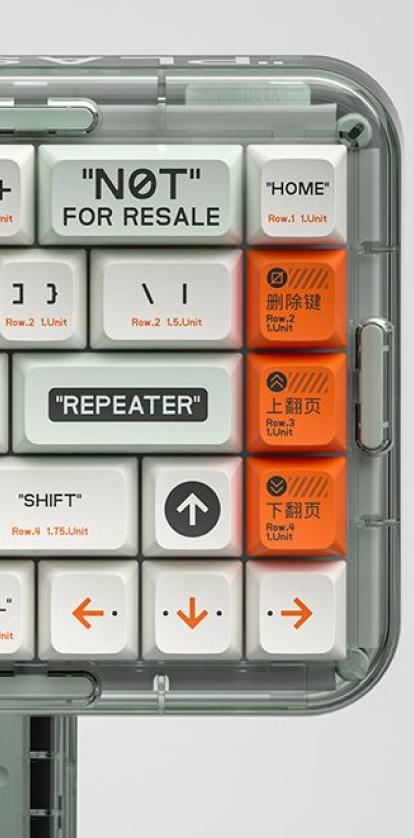 "NØT"
FOR RESALE
"HOME"
Row.1 1.Unit
] }
Row.2 1.Unit
\ |
Row.2 1.5.Unit
删除键
Row.2
1.Unit
"REPEATER"
上翻页
Row.3
1.Unit
"SHIFT"
Row.4 1.75.Unit
下翻页
Row.4
1.Unit